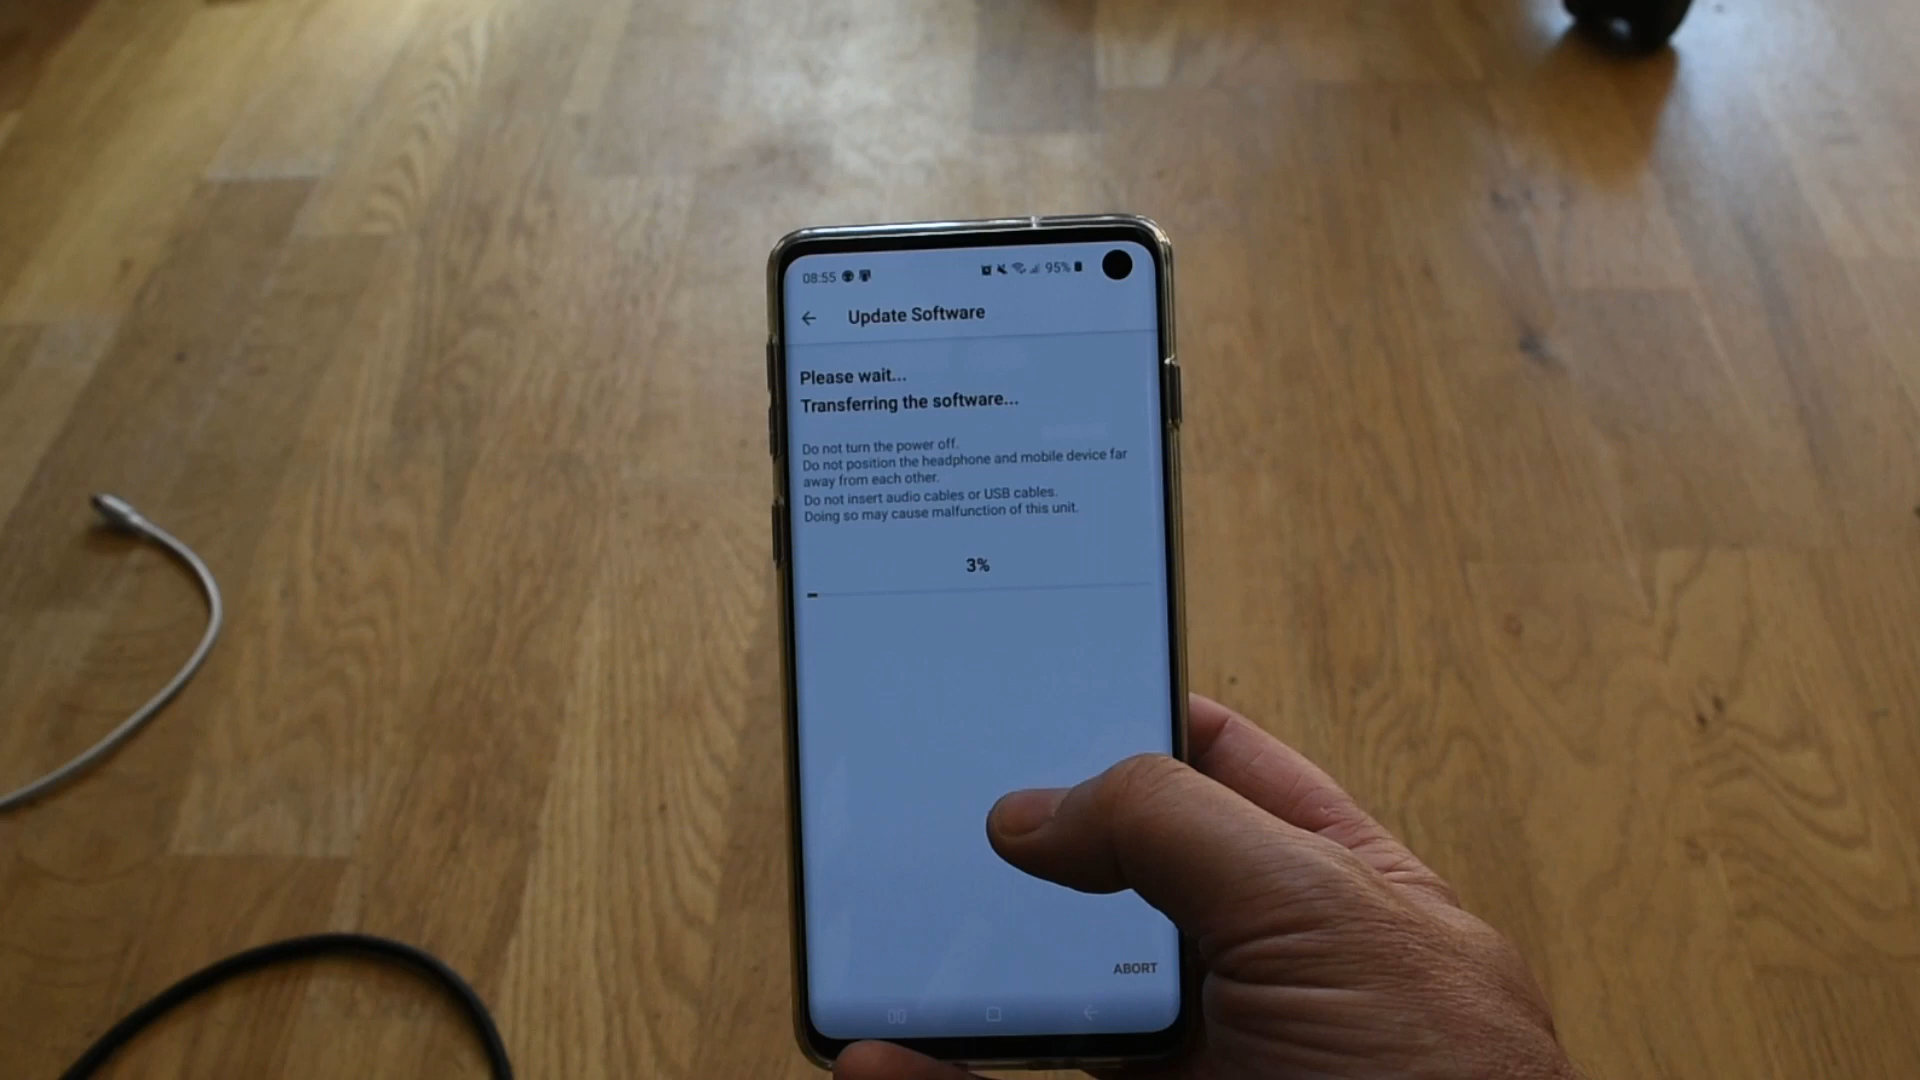 08:55 95%
Update Software
Please wait...
Transferring the software...
Do not turn the power off.
Do not position the headphone and mobile device far
away from each other.
Do not insert audio cables or USB cables.
Doing so may cause malfunction of this unit.
3%
ABORT